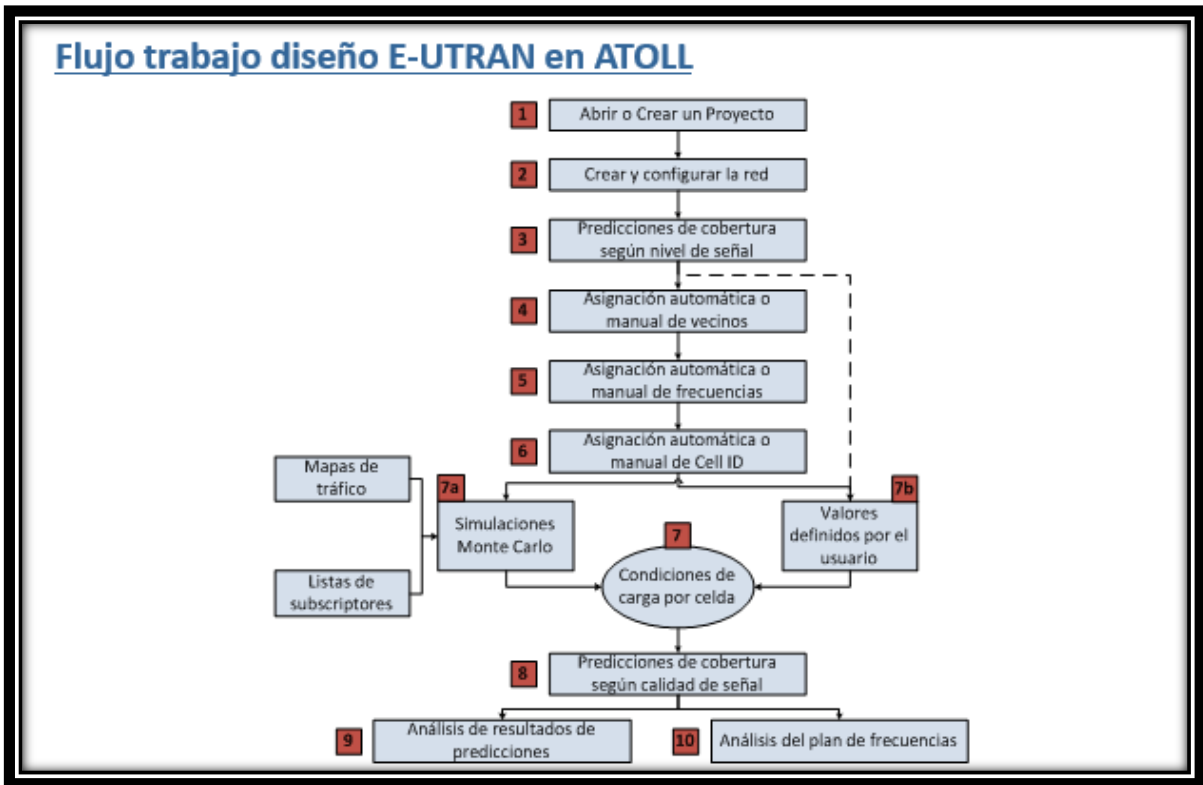 Flujo trabajo diseño E-UTRAN en ATOLL
1
Abrir o Crear un Proyecto
2
Crear y configurar la red
3
Predicciones de cobertura
según nivel de señal
4
Asignación automática o
manual de vecinos
5
Asignación automática o
manual de frecuencias
6
Asignación automática o
manual de Cell ID
Mapas de
tráfico
Listas de
subscriptores
7a
Simulaciones
Monte Carlo
7
Condiciones de
carga por celda
7b
Valores
definidos por el
usuario
8
Predicciones de cobertura
según calidad de señal
9
Análisis de resultados de
predicciones
10
Análisis del plan de frecuencias